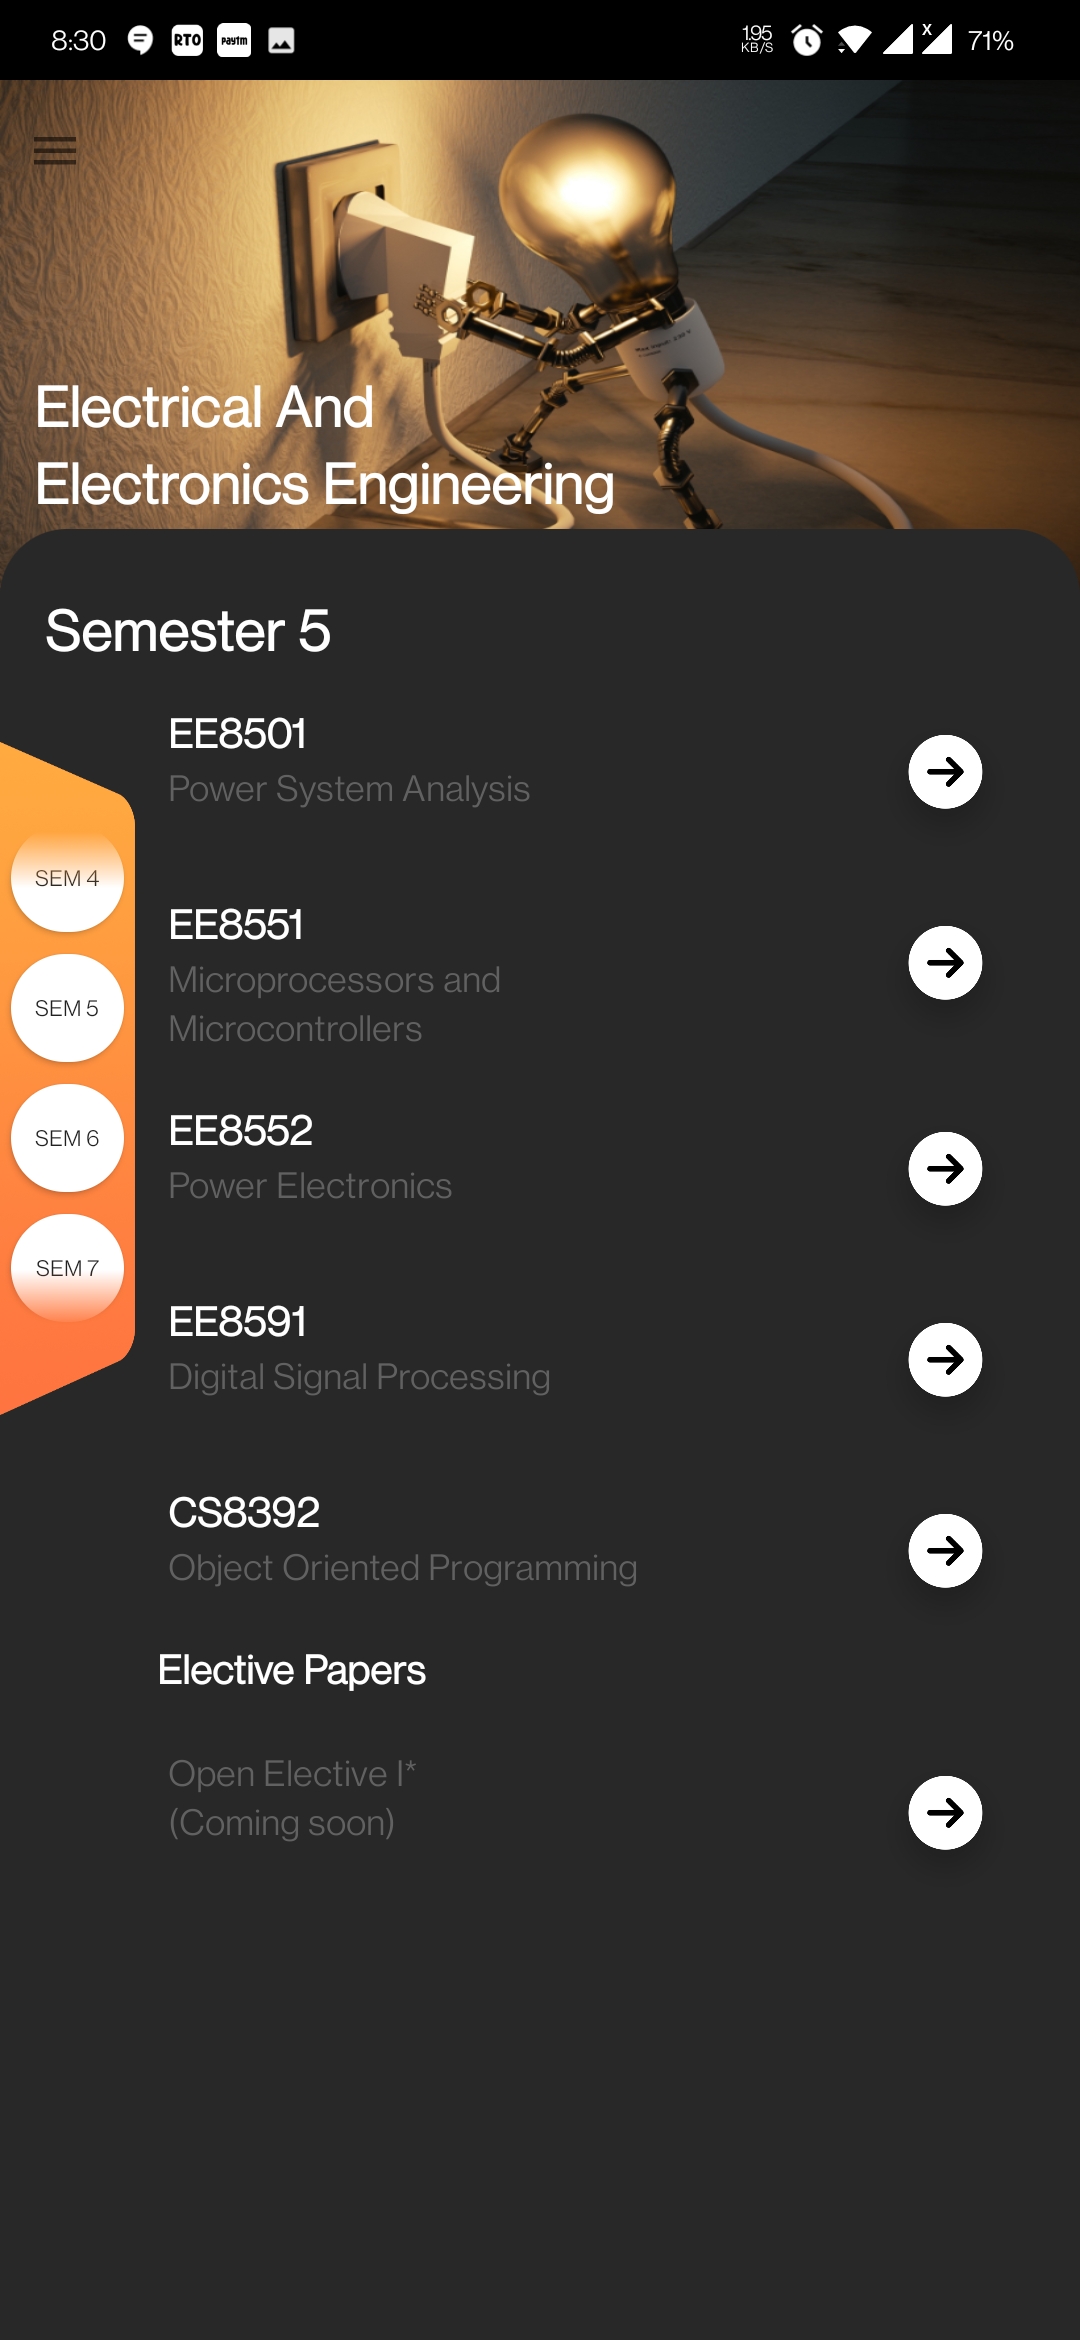 8:30
RTO
paytm
1.95
KB/S
X
71%
Electrical And
Electronics Engineering
Semester 5
EE8501
Power System Analysis
SEM 4
EE8551
Microprocessors and
Microcontrollers
SEM 5
EE8552
Power Electronics
SEM 6
SEM 7
EE8591
Digital Signal Processing
CS8392
Object Oriented Programming
Elective Papers
Open Elective I*
(Coming soon)